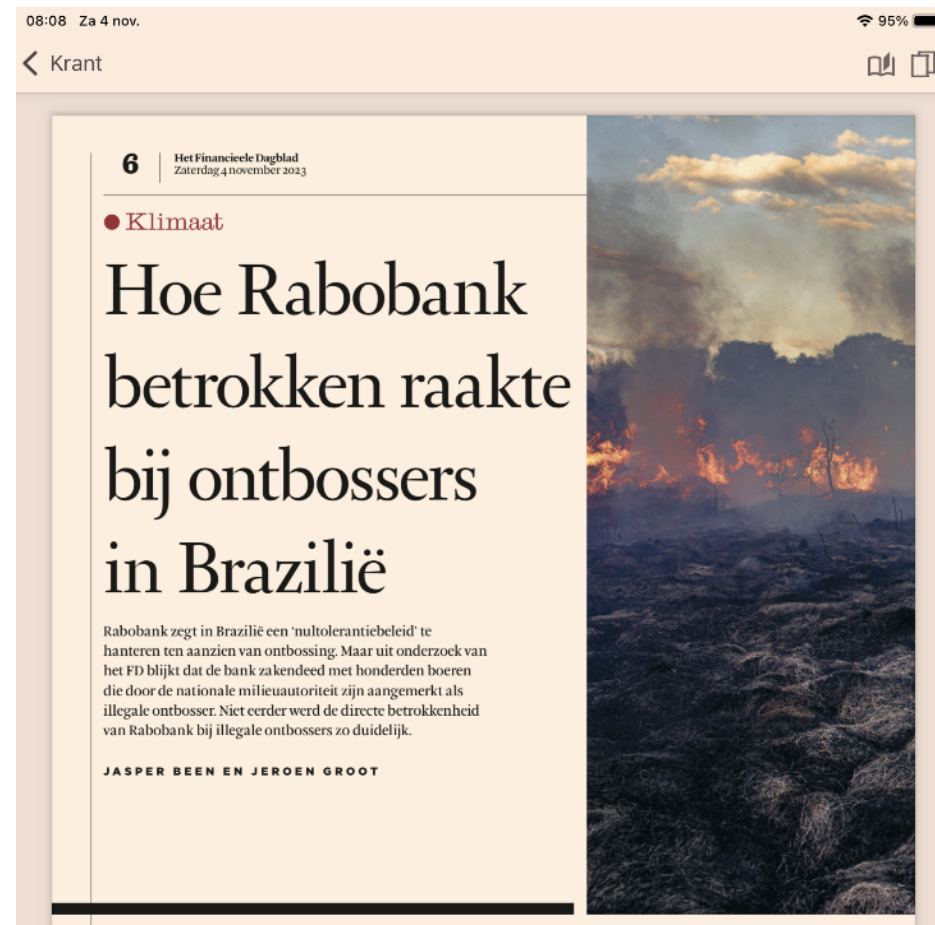 08:08 Za 4 nov.
95%
Krant
6
Het Financieele Dagblad
Zaterdag 4 november 2023
Klimaat
Hoe Rabobank
betrokken raakte
bij ontbossers
in Brazilië
Rabobank zegt in Brazilië een ‘nultolerantiebeleid’ te
hanteren ten aanzien van ontbossing. Maar uit onderzoek van
het FD blijkt dat de bank zakendeed met honderden boeren
die door de nationale milieuautoriteit zijn aangemerkt als
illegale ontbosser. Niet eerder werd de directe betrokkenheid
van Rabobank bij illegale ontbossers zo duidelijk.
JASPER BEEN EN JEROEN GROOT